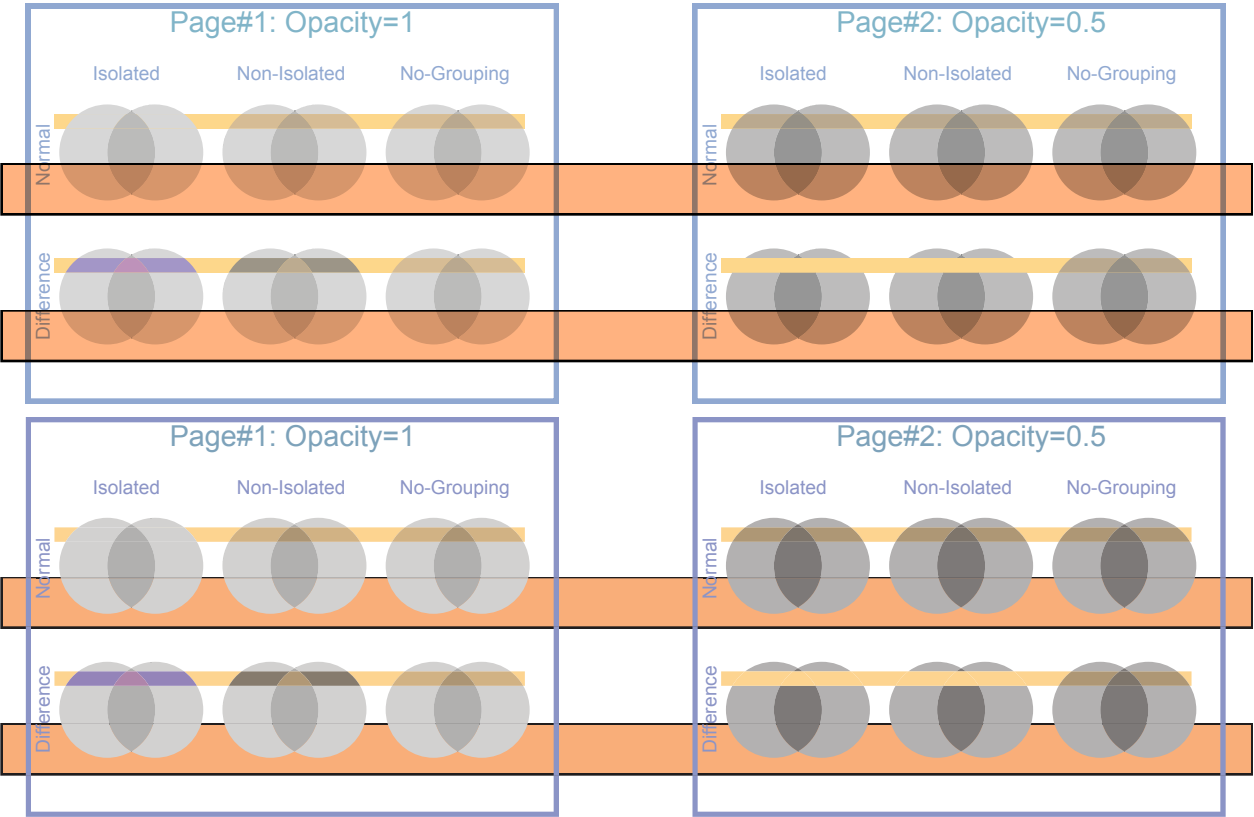 Page#1: Opacity=1
Isolated Non-Isolated No-Grouping
Normal
Difference
Page#2: Opacity=0.5
Isolated Non-Isolated No-Grouping
Normal
Difference
Page#1: Opacity=1
Isolated Non-Isolated No-Grouping
Normal
Difference
Page#2: Opacity=0.5
Isolated Non-Isolated No-Grouping
Normal
Difference